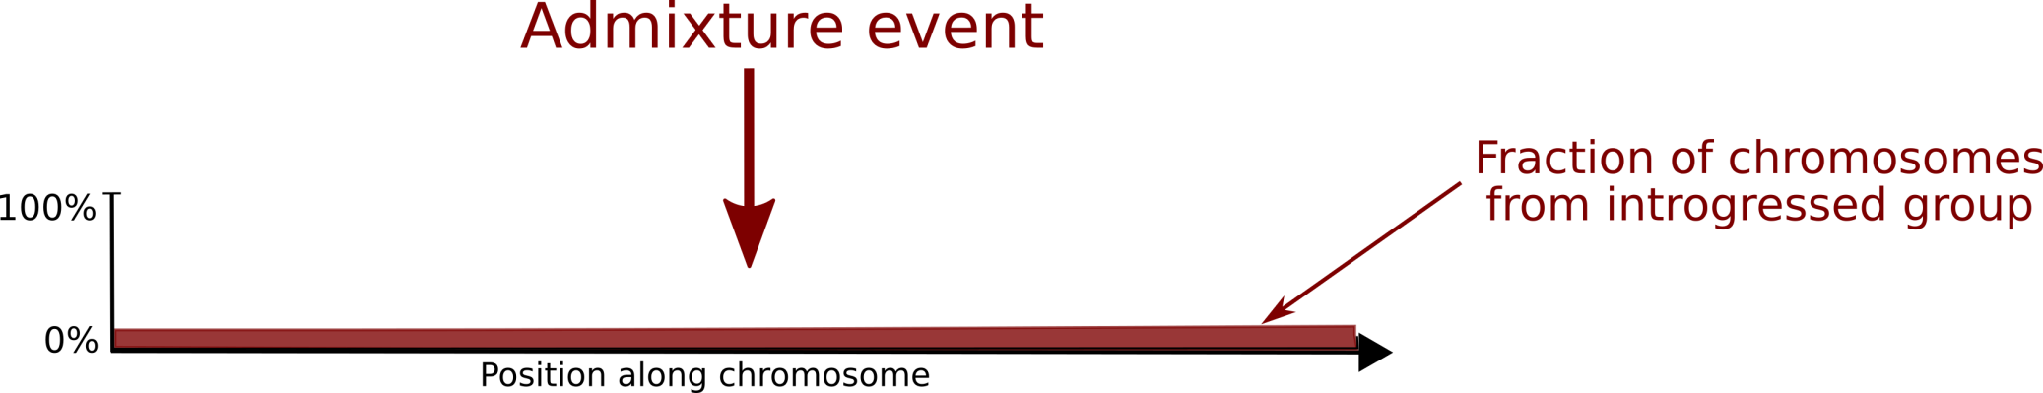 Admixture event
Fraction of chromosomes
from introgressed group
100%
0%
Position along chromosome